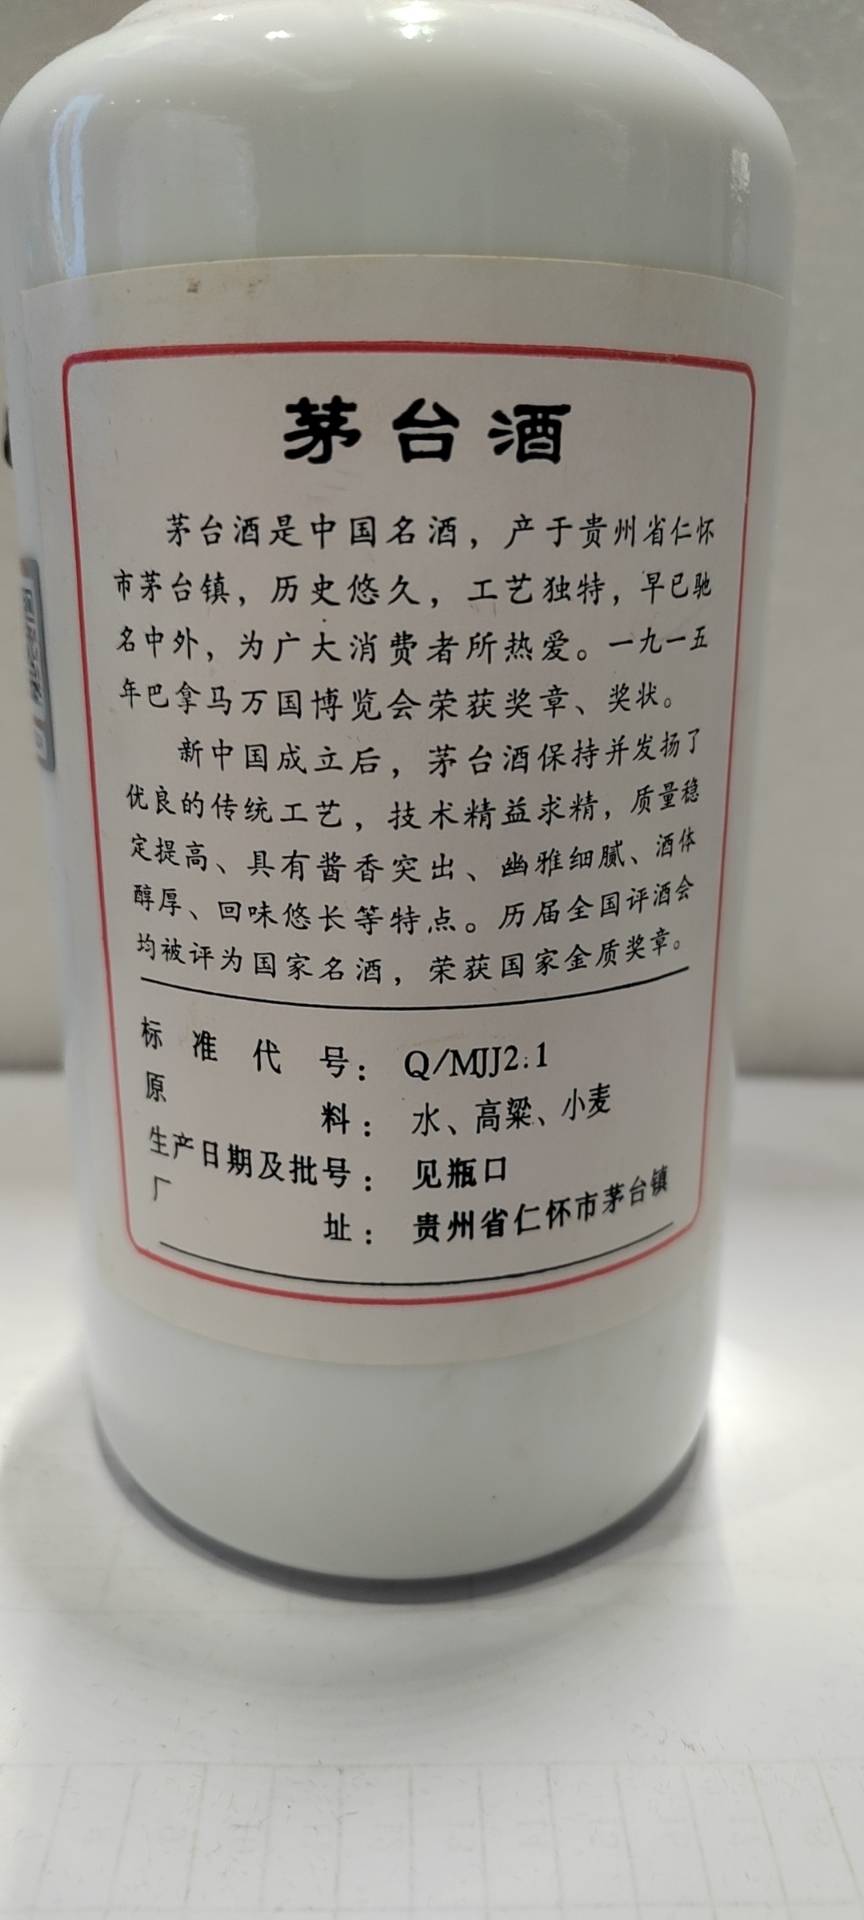 茅台酒
茅台酒是中国名酒，产于贵州省仁怀
市茅台镇，历史悠久，工艺独特，早已驰
名中外，为广大消费者所热爱。一九一五
年巴拿马万国博览会荣获奖章、奖状。
新中国成立后，茅台酒保持并发扬了
优良的传统工艺，技术精益求精，质量稳
定提高、具有酱香突出、幽雅细腻、酒体
醇厚、回味悠长等特点。历届全国评酒会
均被评为国家名酒，荣获国家金质奖章。
标准代号：Q/MJJ2.1
原料：水、高粱、小麦
生产日期及批号：见瓶口
厂址：贵州省仁怀市茅台镇